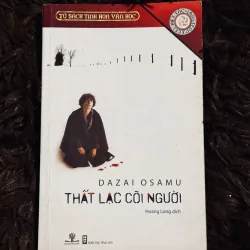 TỦ SÁCH TINH HOA VĂN HỌC
DAZAI OSAMU
THẤT LẠC CÕI NGƯỜI
Hoàng Long dịch